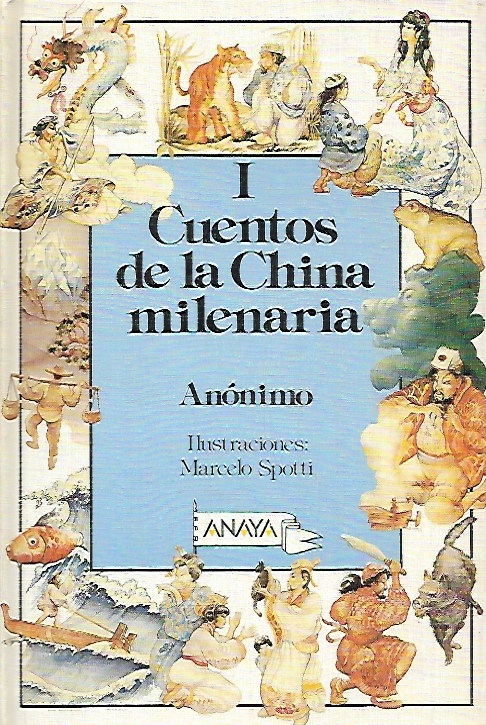 I
Cuentos
de la China
milenaria
Anónimo
Ilustraciones:
Marcelo Spotti
ANAYA